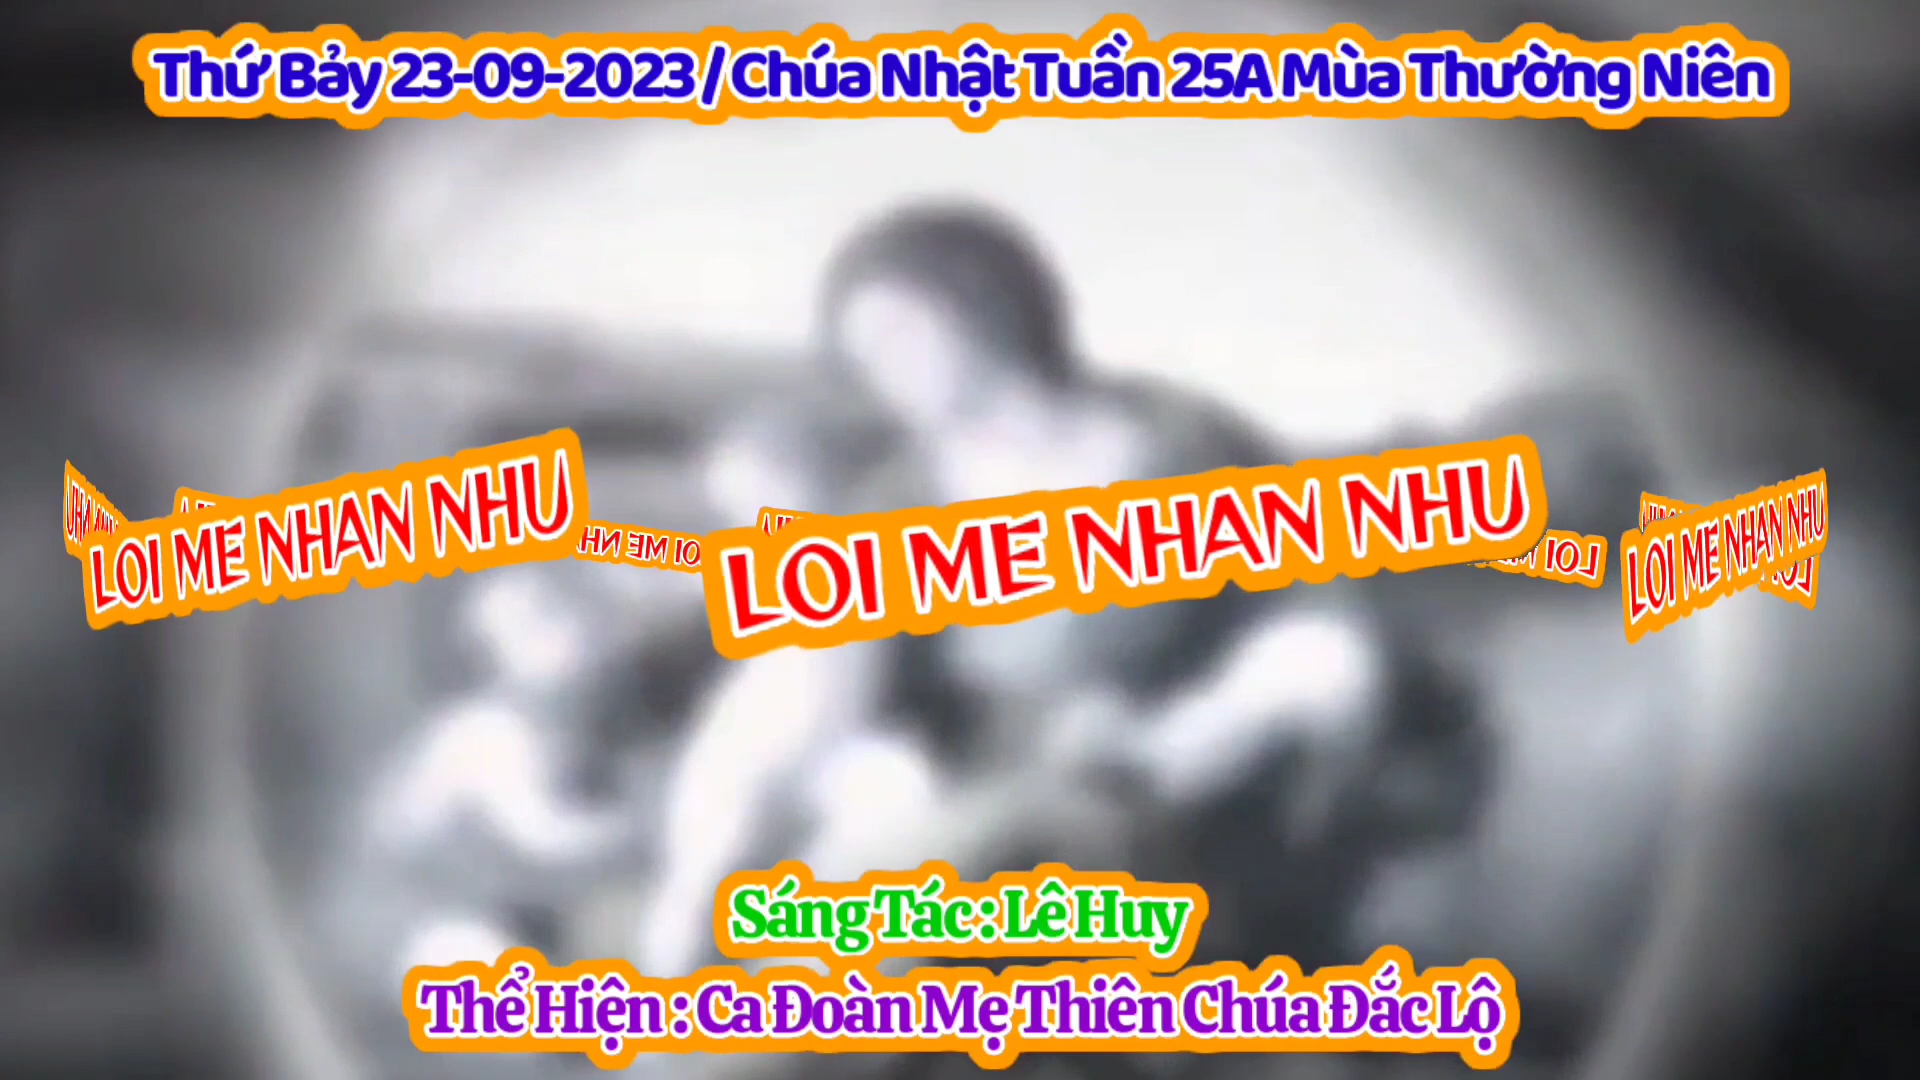 Thứ Bảy 23-09-2023 / Chúa Nhật Tuần 25A Mùa Thường Niên
LOI ME NHAN NHU
LOI ME NHAN NHU
LOI ME NHAN NHU
Sáng Tác : Lê Huy
Thể Hiện : Ca Đoàn Mẹ Thiên Chúa Đắc Lộ